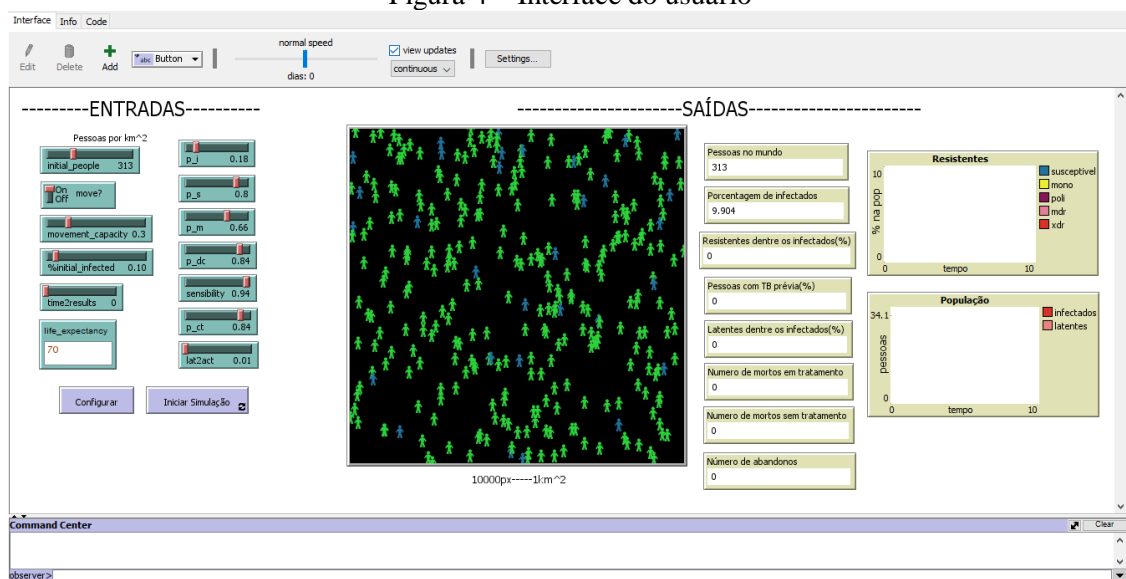 Figura 4 – Interface do usuário
Interface Info Code
Edit Delete Add abc Button normal speed dias: 0 view updates continuous Settings...
---------ENTRADAS----------
Pessoas por km^2
initial_people 313
On
Off move?
movement_capacity 0.3
%initial_infected 0.10
time2results 0
life_expectancy
70
p_i 0.18
p_s 0.8
p_m 0.66
p_dc 0.84
sensibility 0.94
p_ct 0.84
lat2act 0.01
Configurar Iniciar Simulação
----------------------SAÍDAS-----------------------
10000px-----1km^2
Pessoas no mundo
313
Porcentagem de infectados
9.904
Resistentes dentre os infectados(%)
0
Pessoas com TB prévia(%)
0
Latentes dentre os infectados(%)
0
Numero de mortos em tratamento
0
Numero de mortos sem tratamento
0
Número de abandonos
0
Resistentes
% na pop
10
0
0 tempo 10
susceptivel
mono
poli
mdr
xdr
População
pessoas
34.1
0
0 tempo 10
infectados
latentes
Command Center Clear
observer>